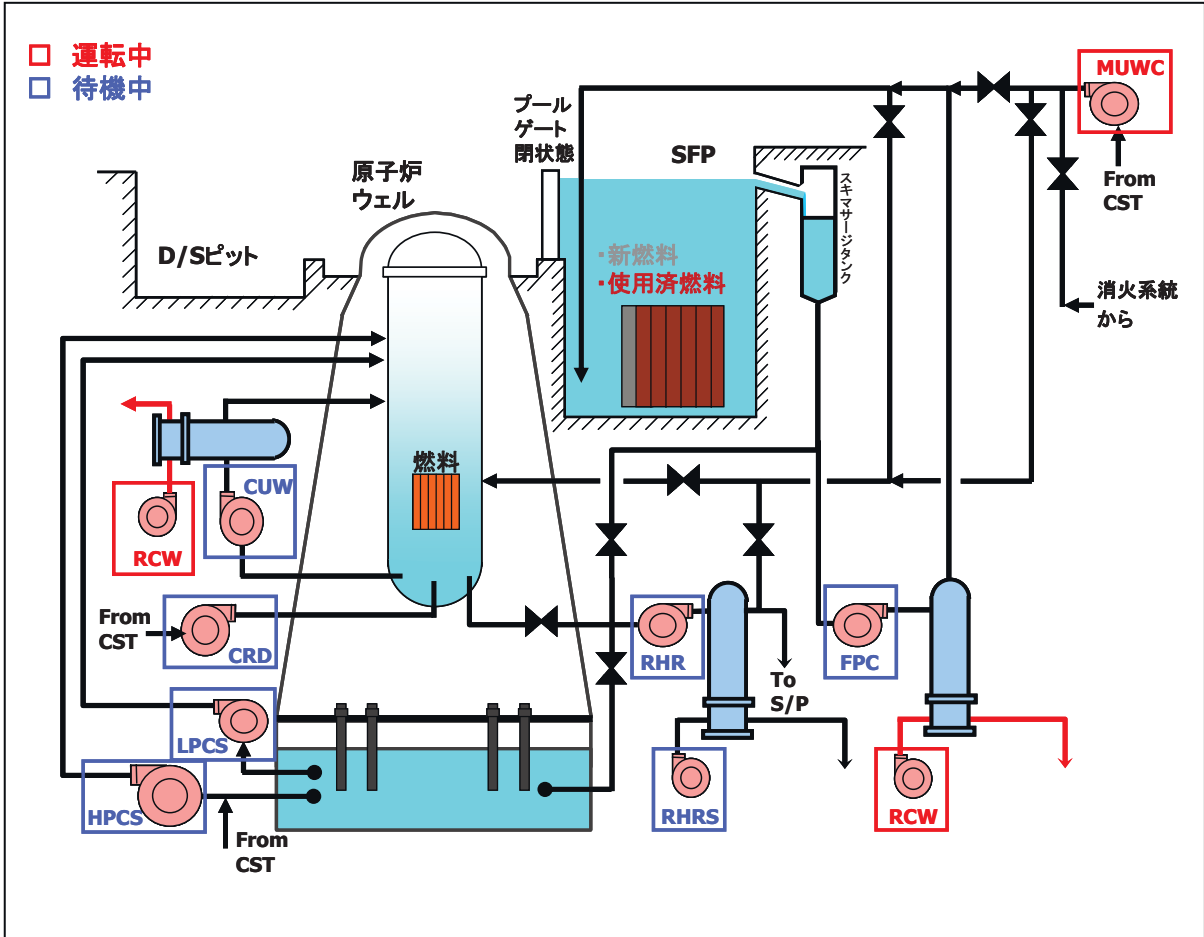 □ 運転中
□ 待機中
MUWC
From
CST
消火系統
から
プール
ゲート
閉状態
SFP
スキマサージタンク
原子炉
ウェル
D/Sピット
・新燃料
・使用済燃料
燃料
CUW
RCW
From
CST
CRD
LPCS
HPCS
From
CST
RHR
To
S/P
RHRS
FPC
RCW